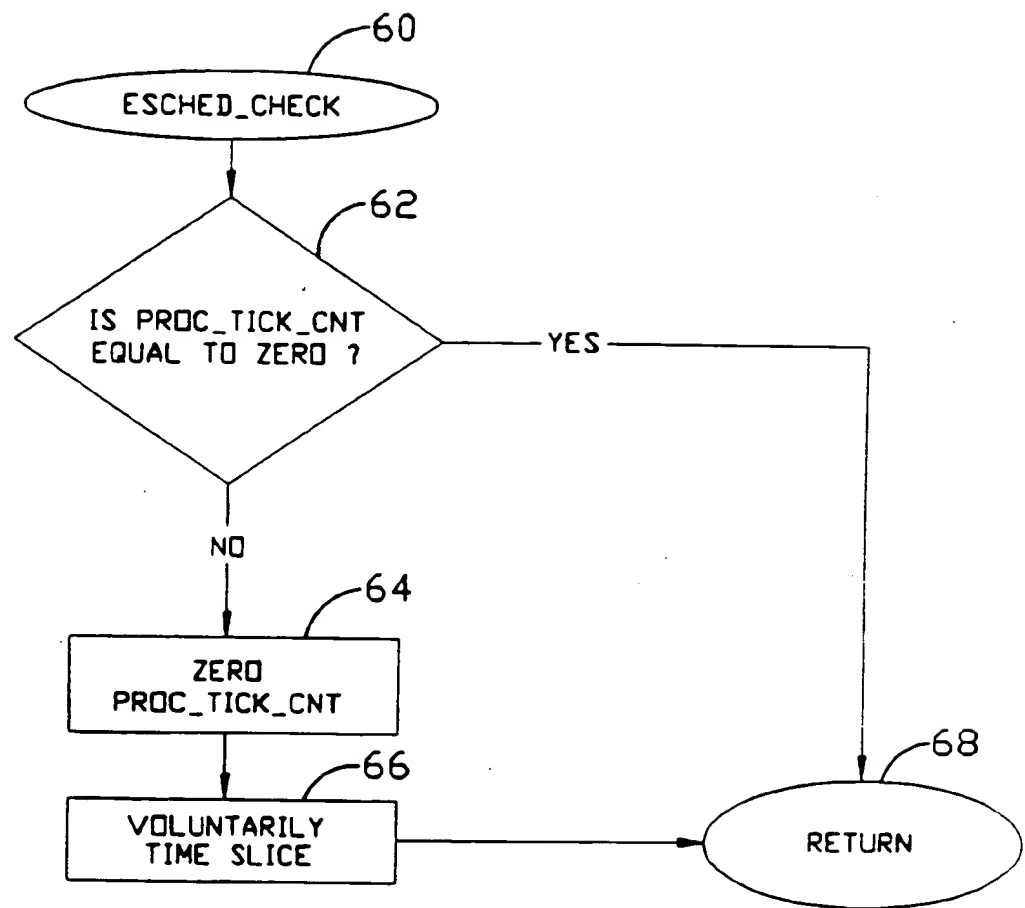 60
ESCHED_CHECK
62
IS PROC_TICK_CNT
EQUAL TO ZERO ?
YES
NO
64
ZERO
PROC_TICK_CNT
66
VOLUNTARILY
TIME SLICE
68
RETURN